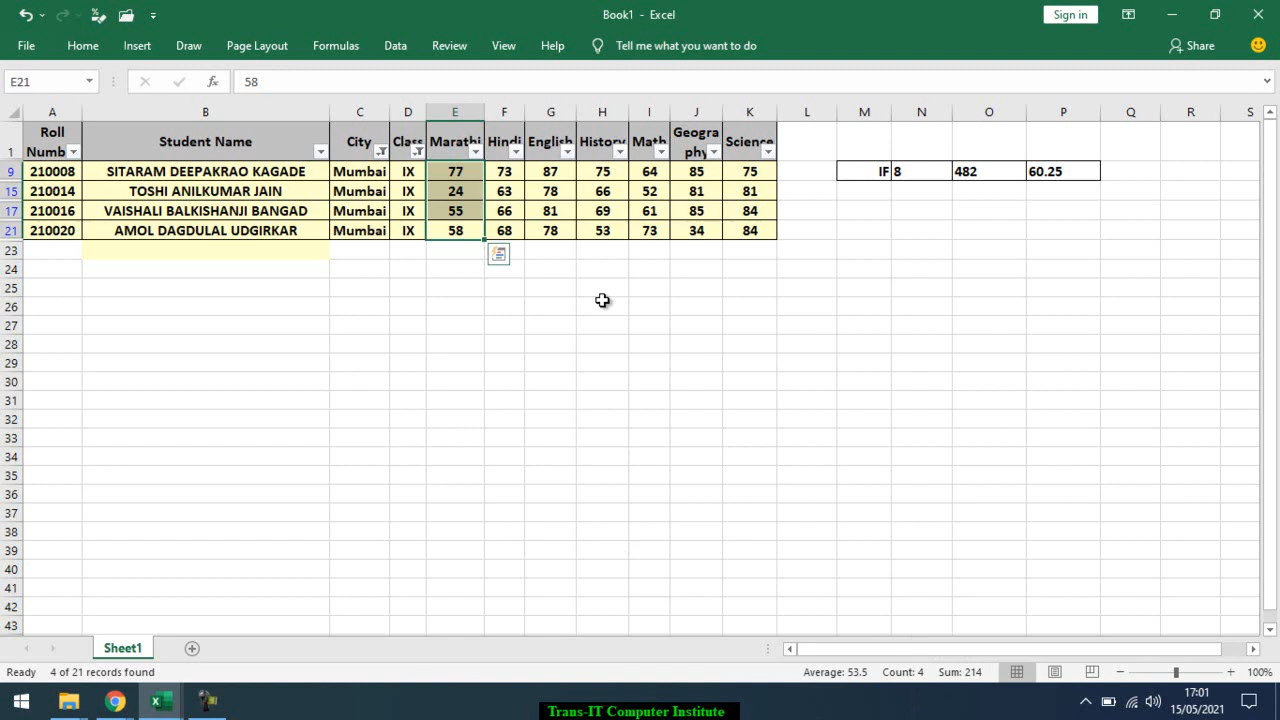 Book1 - Excel
Sign in
File Home Insert Draw Page Layout Formulas Data Review View Help Tell me what you want to do Share
E21 fx 58
A B C D E F G H I J K L M N O P Q R S
1 Roll Numb Student Name City Class Marathi Hindi English History Math Geography Science
9 210008 SITARAM DEEPAKRAO KAGADE Mumbai IX 77 73 87 75 64 85 75 IF 8 482 60.25
15 210014 TOSHI ANILKUMAR JAIN Mumbai IX 24 63 78 66 52 81 81
17 210016 VAISHALI BALKISHANJI BANGAD Mumbai IX 55 66 81 69 61 85 84
21 210020 AMOL DAGDULAL UDGIRKAR Mumbai IX 58 68 78 53 73 34 84
23
24
25
26
27
28
29
30
31
32
33
34
35
36
37
38
39
40
41
42
43
Sheet1
Ready 4 of 21 records found Average: 53.5 Count: 4 Sum: 214 100%
17:01
15/05/2021
Trans-IT Computer Institute